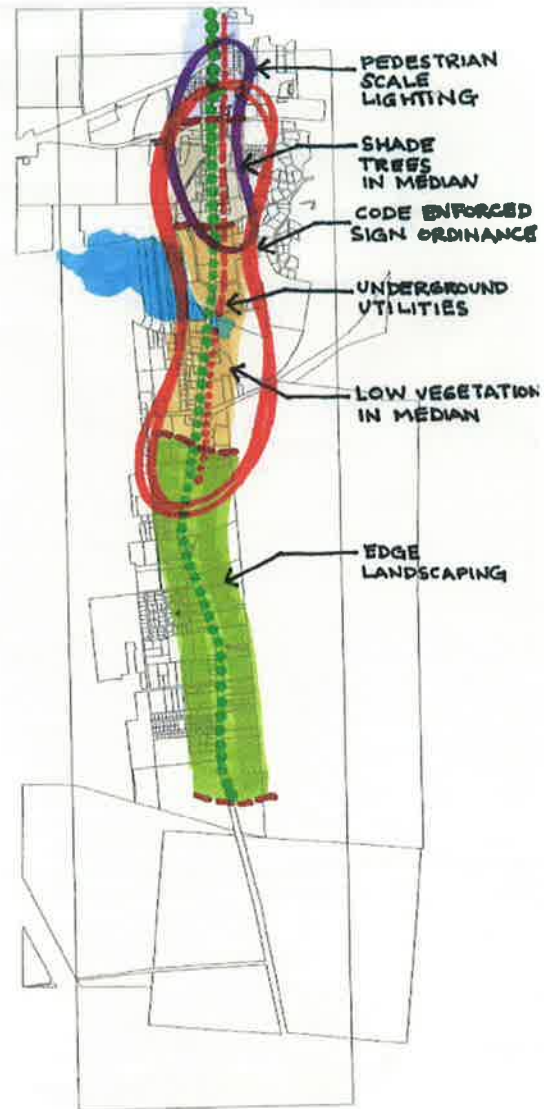 PEDESTRIAN
SCALE
LIGHTING
SHADE
TREES
IN MEDIAN
CODE ENFORCED
SIGN ORDINANCE
UNDERGROUND
UTILITIES
LOW VEGETATION
IN MEDIAN
EDGE
LANDSCAPING